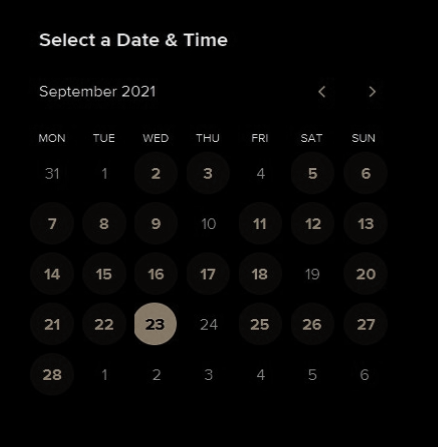 Select a Date & Time
September 2021
MON TUE WED THU FRI SAT SUN
31 1 2 3 4 5 6
7 8 9 10 11 12 13
14 15 16 17 18 19 20
21 22 23 24 25 26 27
28 1 2 3 4 5 6